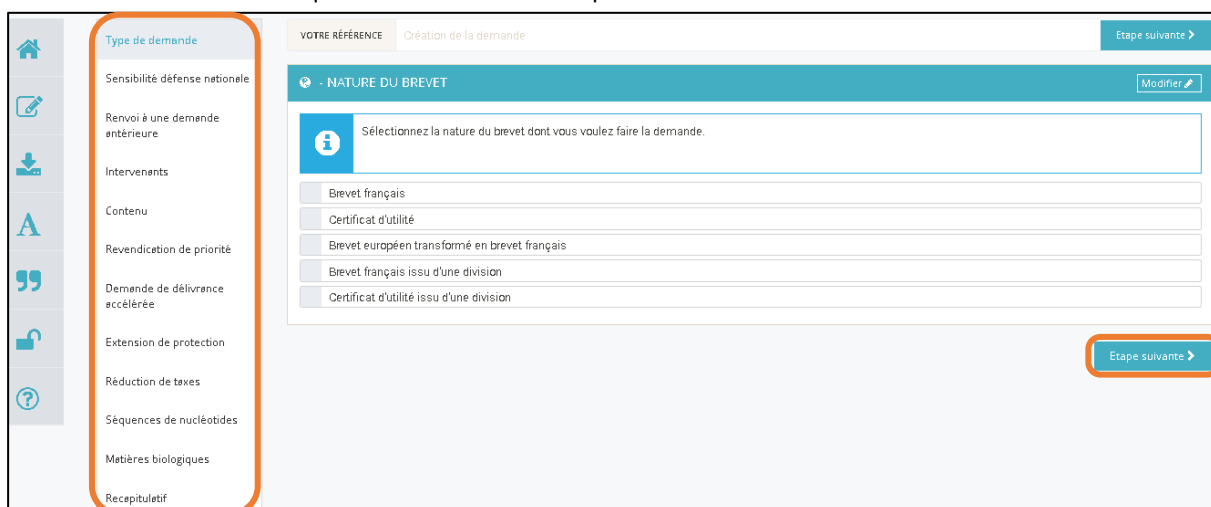 Type de demande
Sensibilité défense nationale
Renvoi à une demande
antérieure
Intervenants
Contenu
Revendication de priorité
Demande de délivrance
accélérée
Extension de protection
Réduction de taxes
Séquences de nucléotides
Matières biologiques
Recapitulatif
VOTRE RÉFÉRENCE Création de la demande
Etape suivante
- NATURE DU BREVET
Modifier
Sélectionnez la nature du brevet dont vous voulez faire la demande.
Brevet français
Certificat d'utilité
Brevet européen transformé en brevet français
Brevet français issu d'une division
Certificat d'utilité issu d'une division
Etape suivante